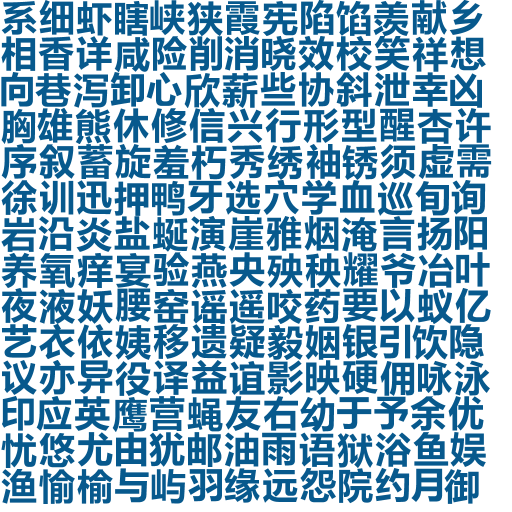 系细虾瞎峡狭霞宪陷馅羡献乡
相香详咸险削消晓效校笑祥想
向巷泻卸心欣薪些协斜泄幸凶
胸雄熊休修信兴行形型醒杏许
序叙蓄旋羞朽秀绣袖锈须虚需
徐训迅押鸭牙选穴学血巡旬询
岩沿炎盐蜒演崖雅烟淹言扬阳
养氧痒宴验燕央殃秧耀爷冶叶
夜液妖腰窑谣遥咬药要以蚁亿
艺衣依姨移遗疑毅姻银引饮隐
议亦异役译益谊影映硬佣咏泳
印应英鹰营蝇友右幼于予余优
忧悠尤由犹邮油雨语狱浴鱼娱
渔愉榆与屿羽缘远怨院约月御